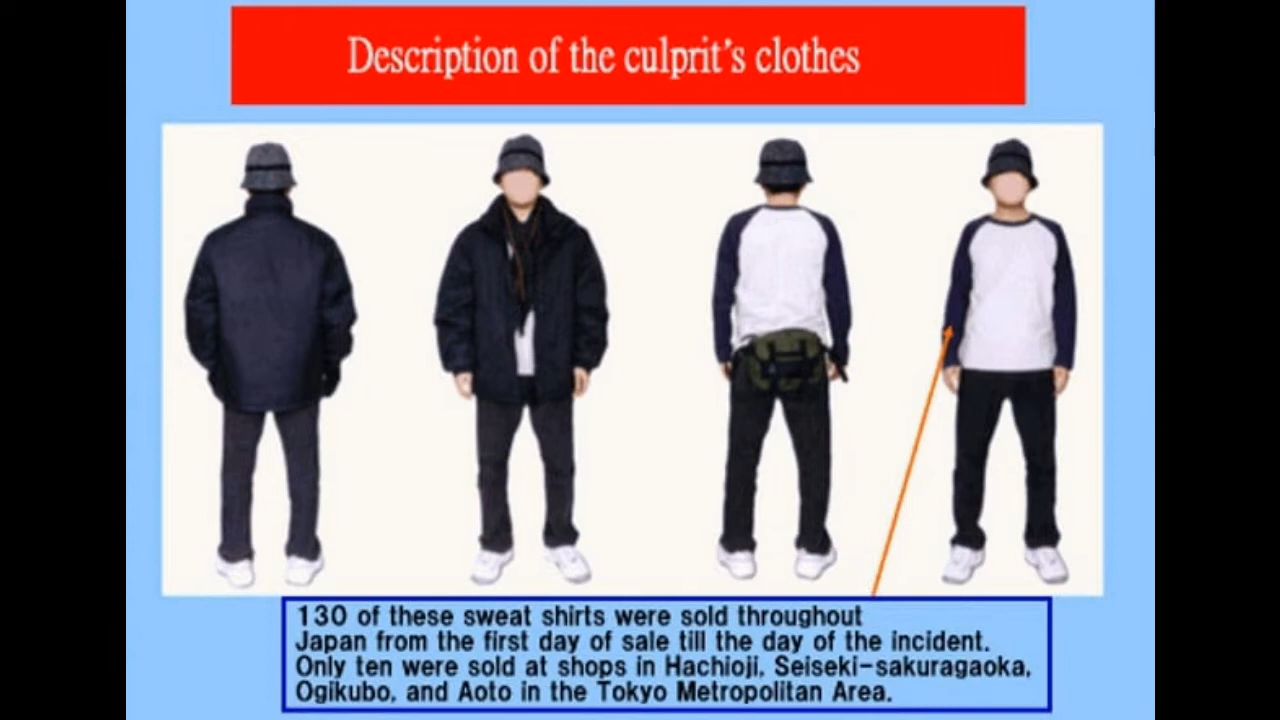 Description of the culprit's clothes
130 of these sweat shirts were sold throughout
Japan from the first day of sale till the day of the incident.
Only ten were sold at shops in Hachioji, Seiseki-sakuragaoka,
Ogikubo, and Aoto in the Tokyo Metropolitan Area.